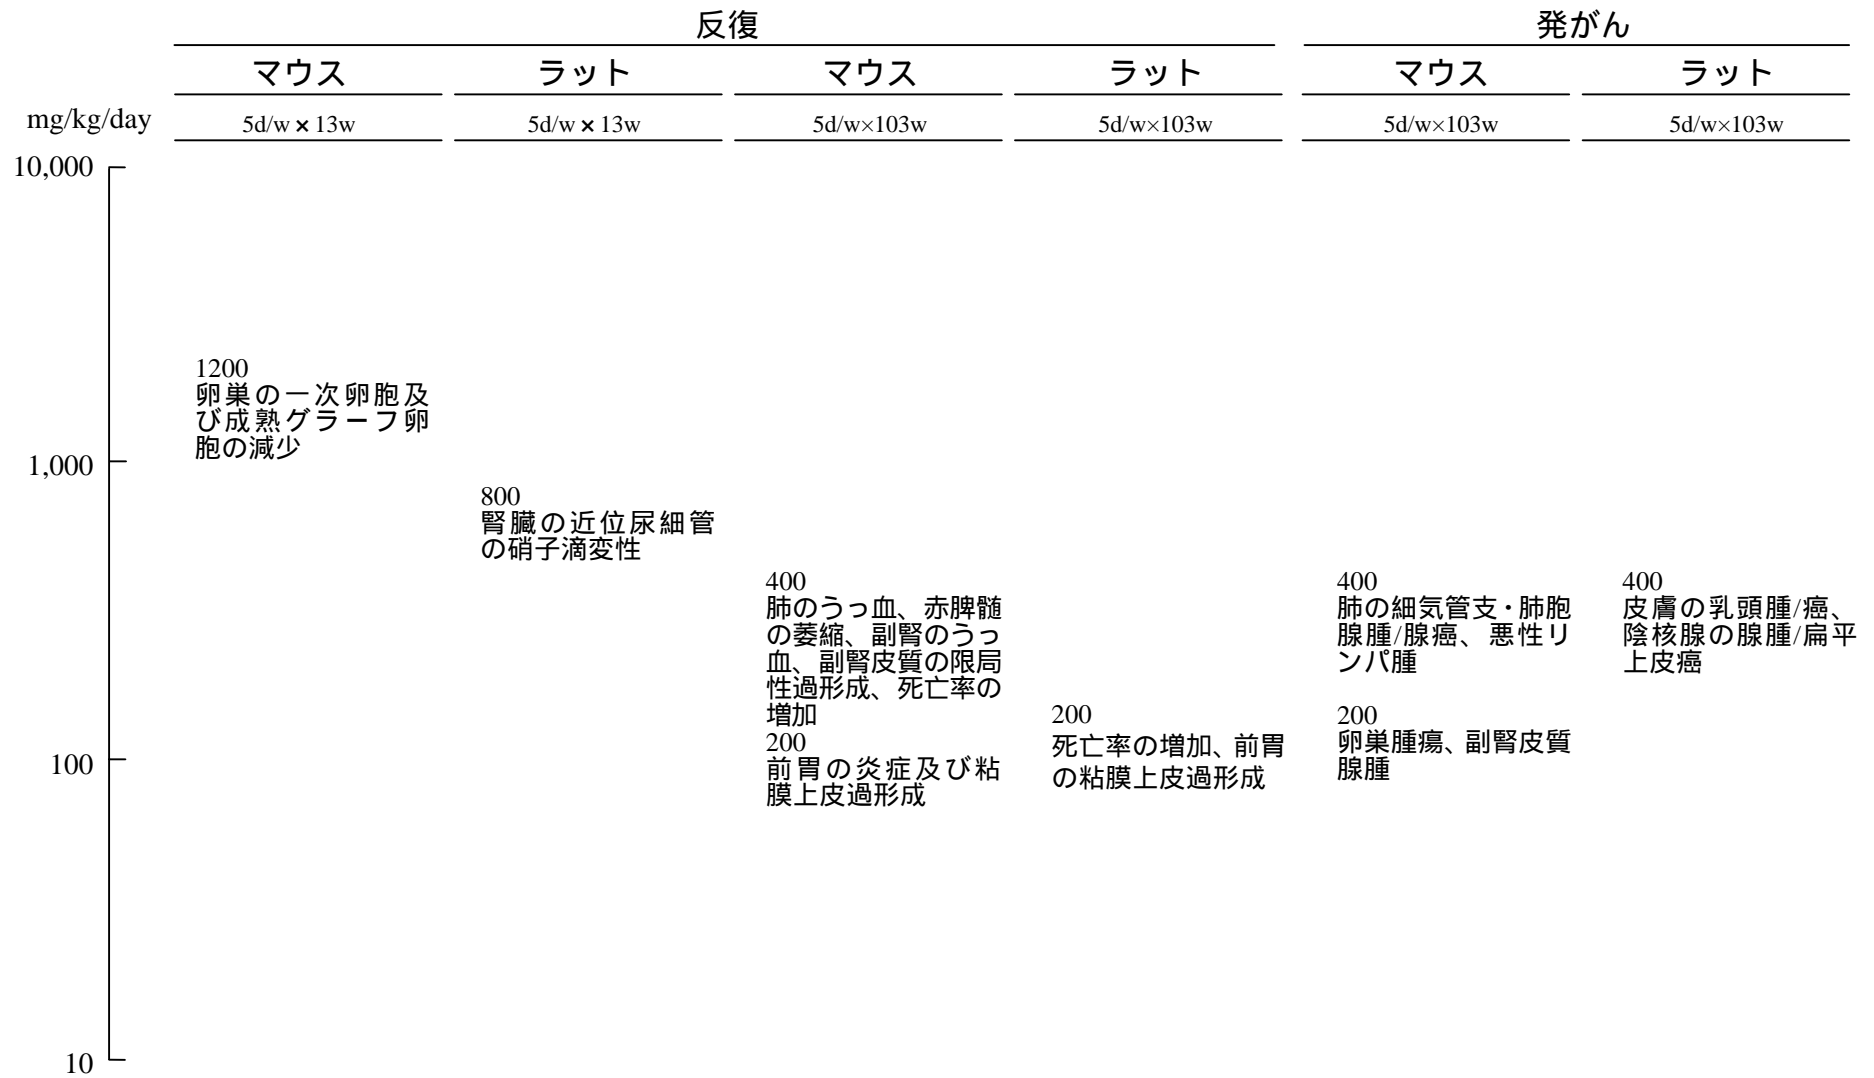 反復
発がん
マウス
ラット
マウス
ラット
マウス
ラット
mg/kg/day
5d/w×13w
5d/w×13w
5d/w×103w
5d/w×103w
5d/w×103w
5d/w×103w
10,000
1,000
100
10
1200
卵巣の一次卵胞及
び成熟グラーフ卵
胞の減少
800
腎臓の近位尿細管
の硝子滴変性
400
肺のうっ血、赤脾髄
の萎縮、副腎のうっ
血、副腎皮質の限局
性過形成、死亡率の
増加
200
前胃の炎症及び粘
膜上皮過形成
200
死亡率の増加、前胃
の粘膜上皮過形成
400
肺の細気管支・肺胞
腺腫/腺癌、悪性リ
ンパ腫
200
卵巣腫瘍、副腎皮質
腺腫
400
皮膚の乳頭腫/癌、
陰核腺の腺腫/扁平
上皮癌